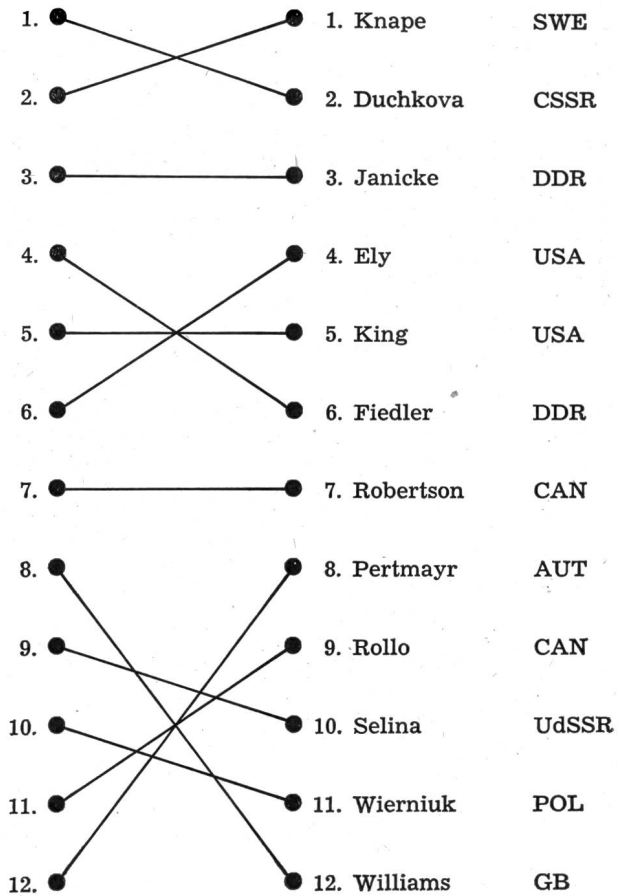 1. 1. Knape SWE
2. 2. Duchkova CSSR
3. 3. Janicke DDR
4. 4. Ely USA
5. 5. King USA
6. 6. Fiedler DDR
7. 7. Robertson CAN
8. 8. Pertmayr AUT
9. 9. Rollo CAN
10. 10. Selina UdSSR
11. 11. Wierniuk POL
12. 12. Williams GB